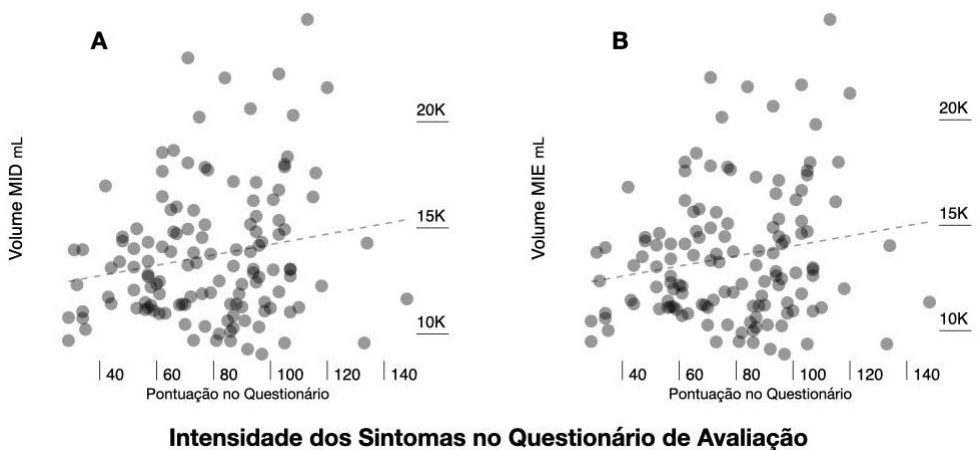 A
20K
15K
10K
Volume MID mL
40 60 80 100 120 140
Pontuação no Questionário
B
20K
15K
10K
Volume MIE mL
40 60 80 100 120 140
Pontuação no Questionário
Intensidade dos Sintomas no Questionário de Avaliação